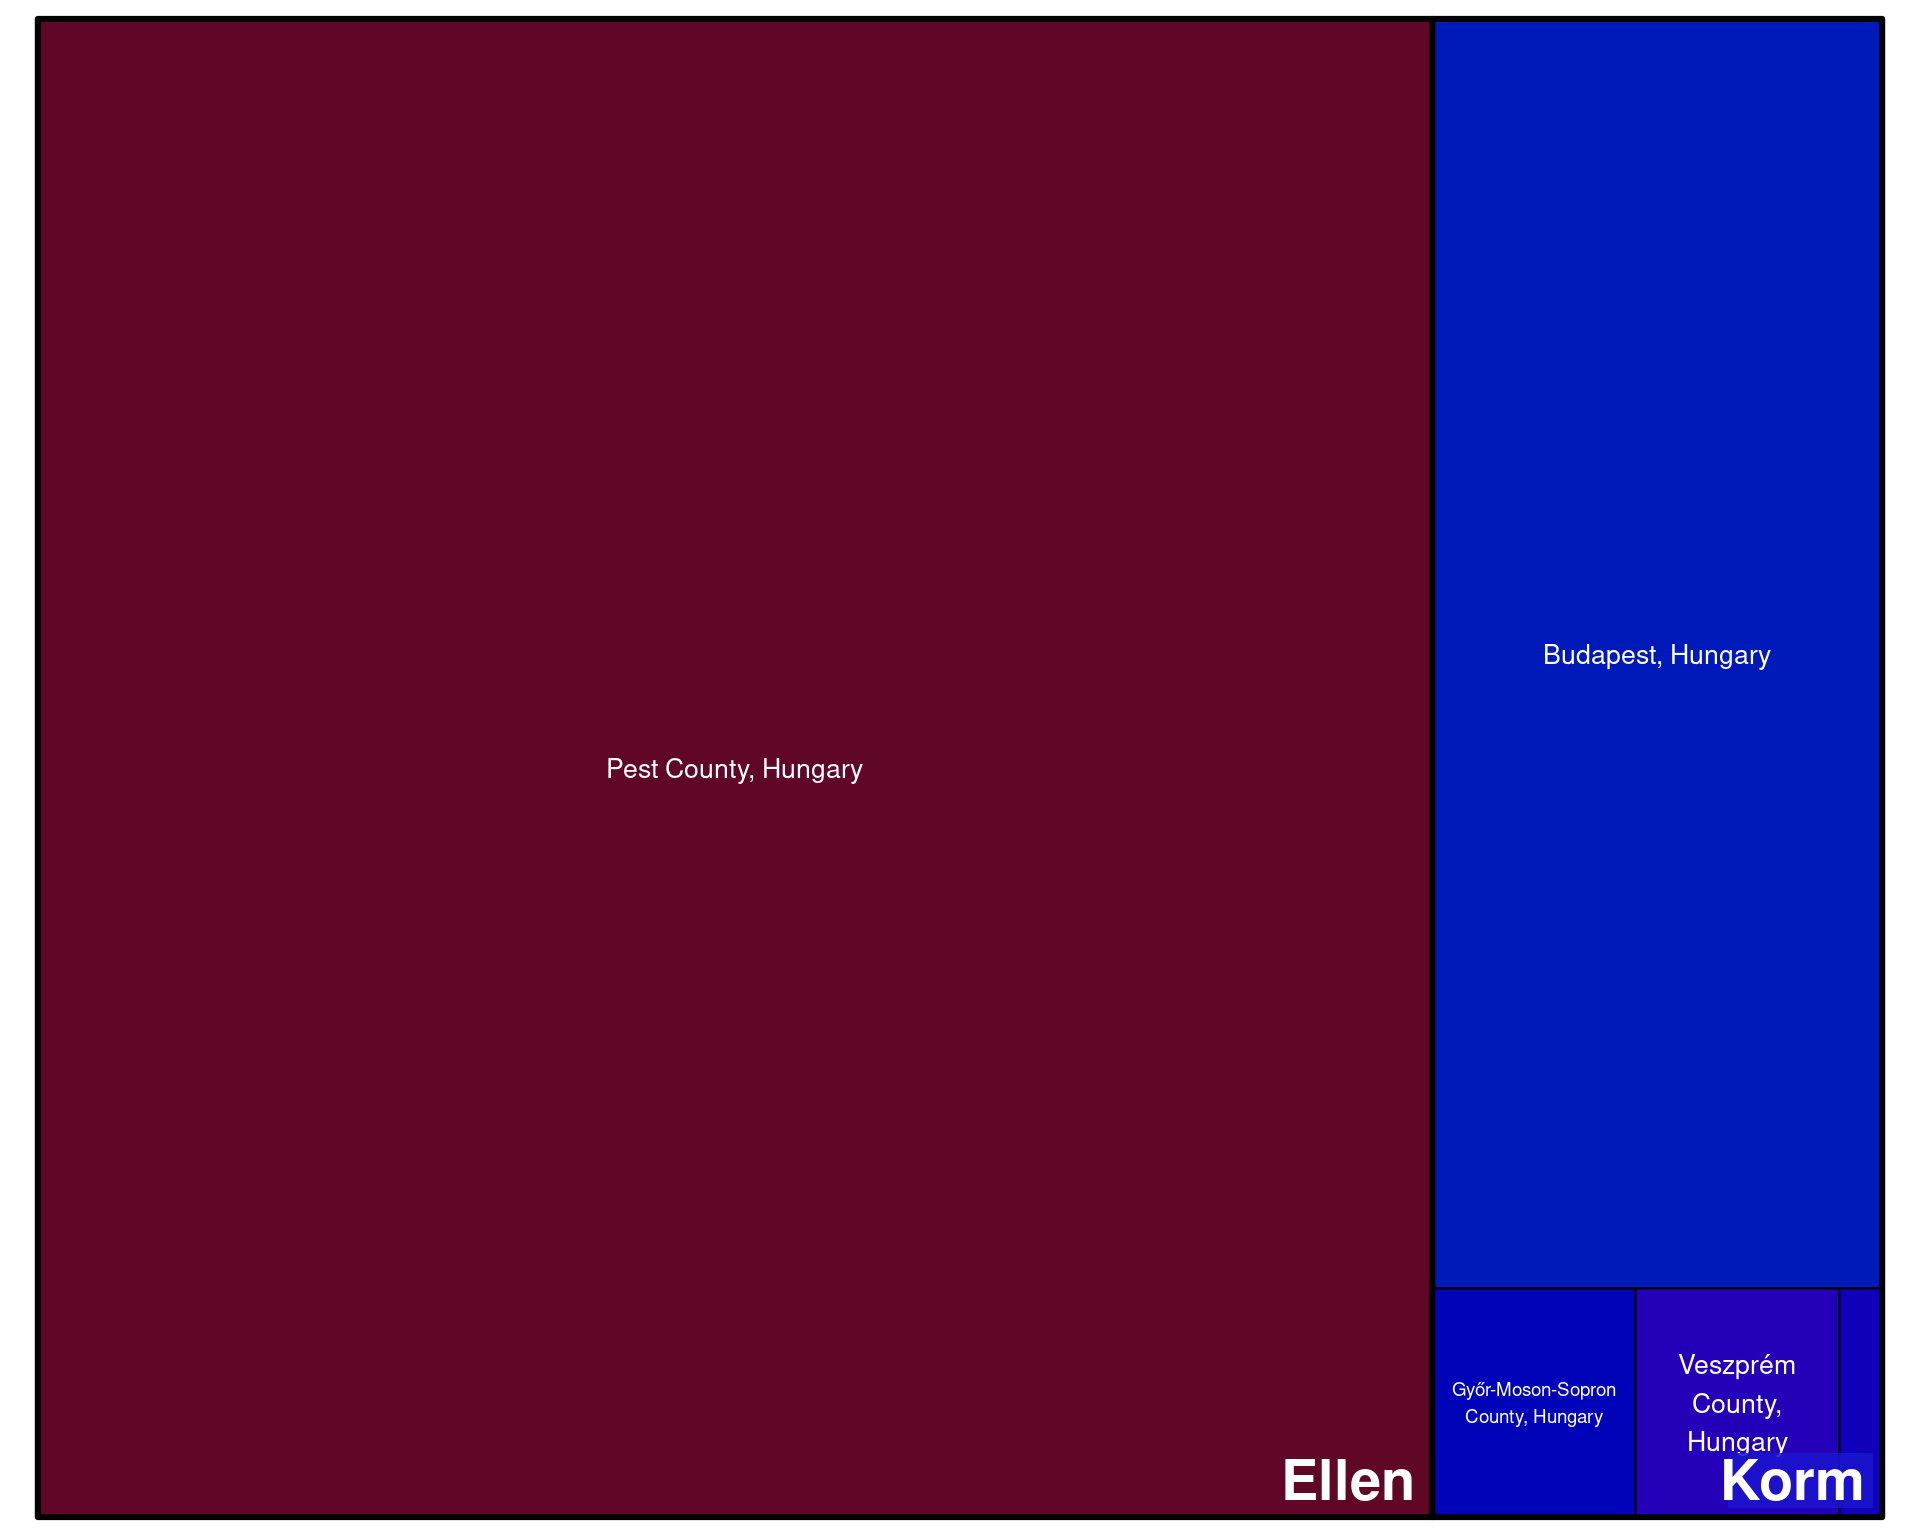 Pest County, Hungary
Ellen
Budapest, Hungary
Győr-Moson-Sopron
County, Hungary
Veszprém
County,
Hungary
Korm